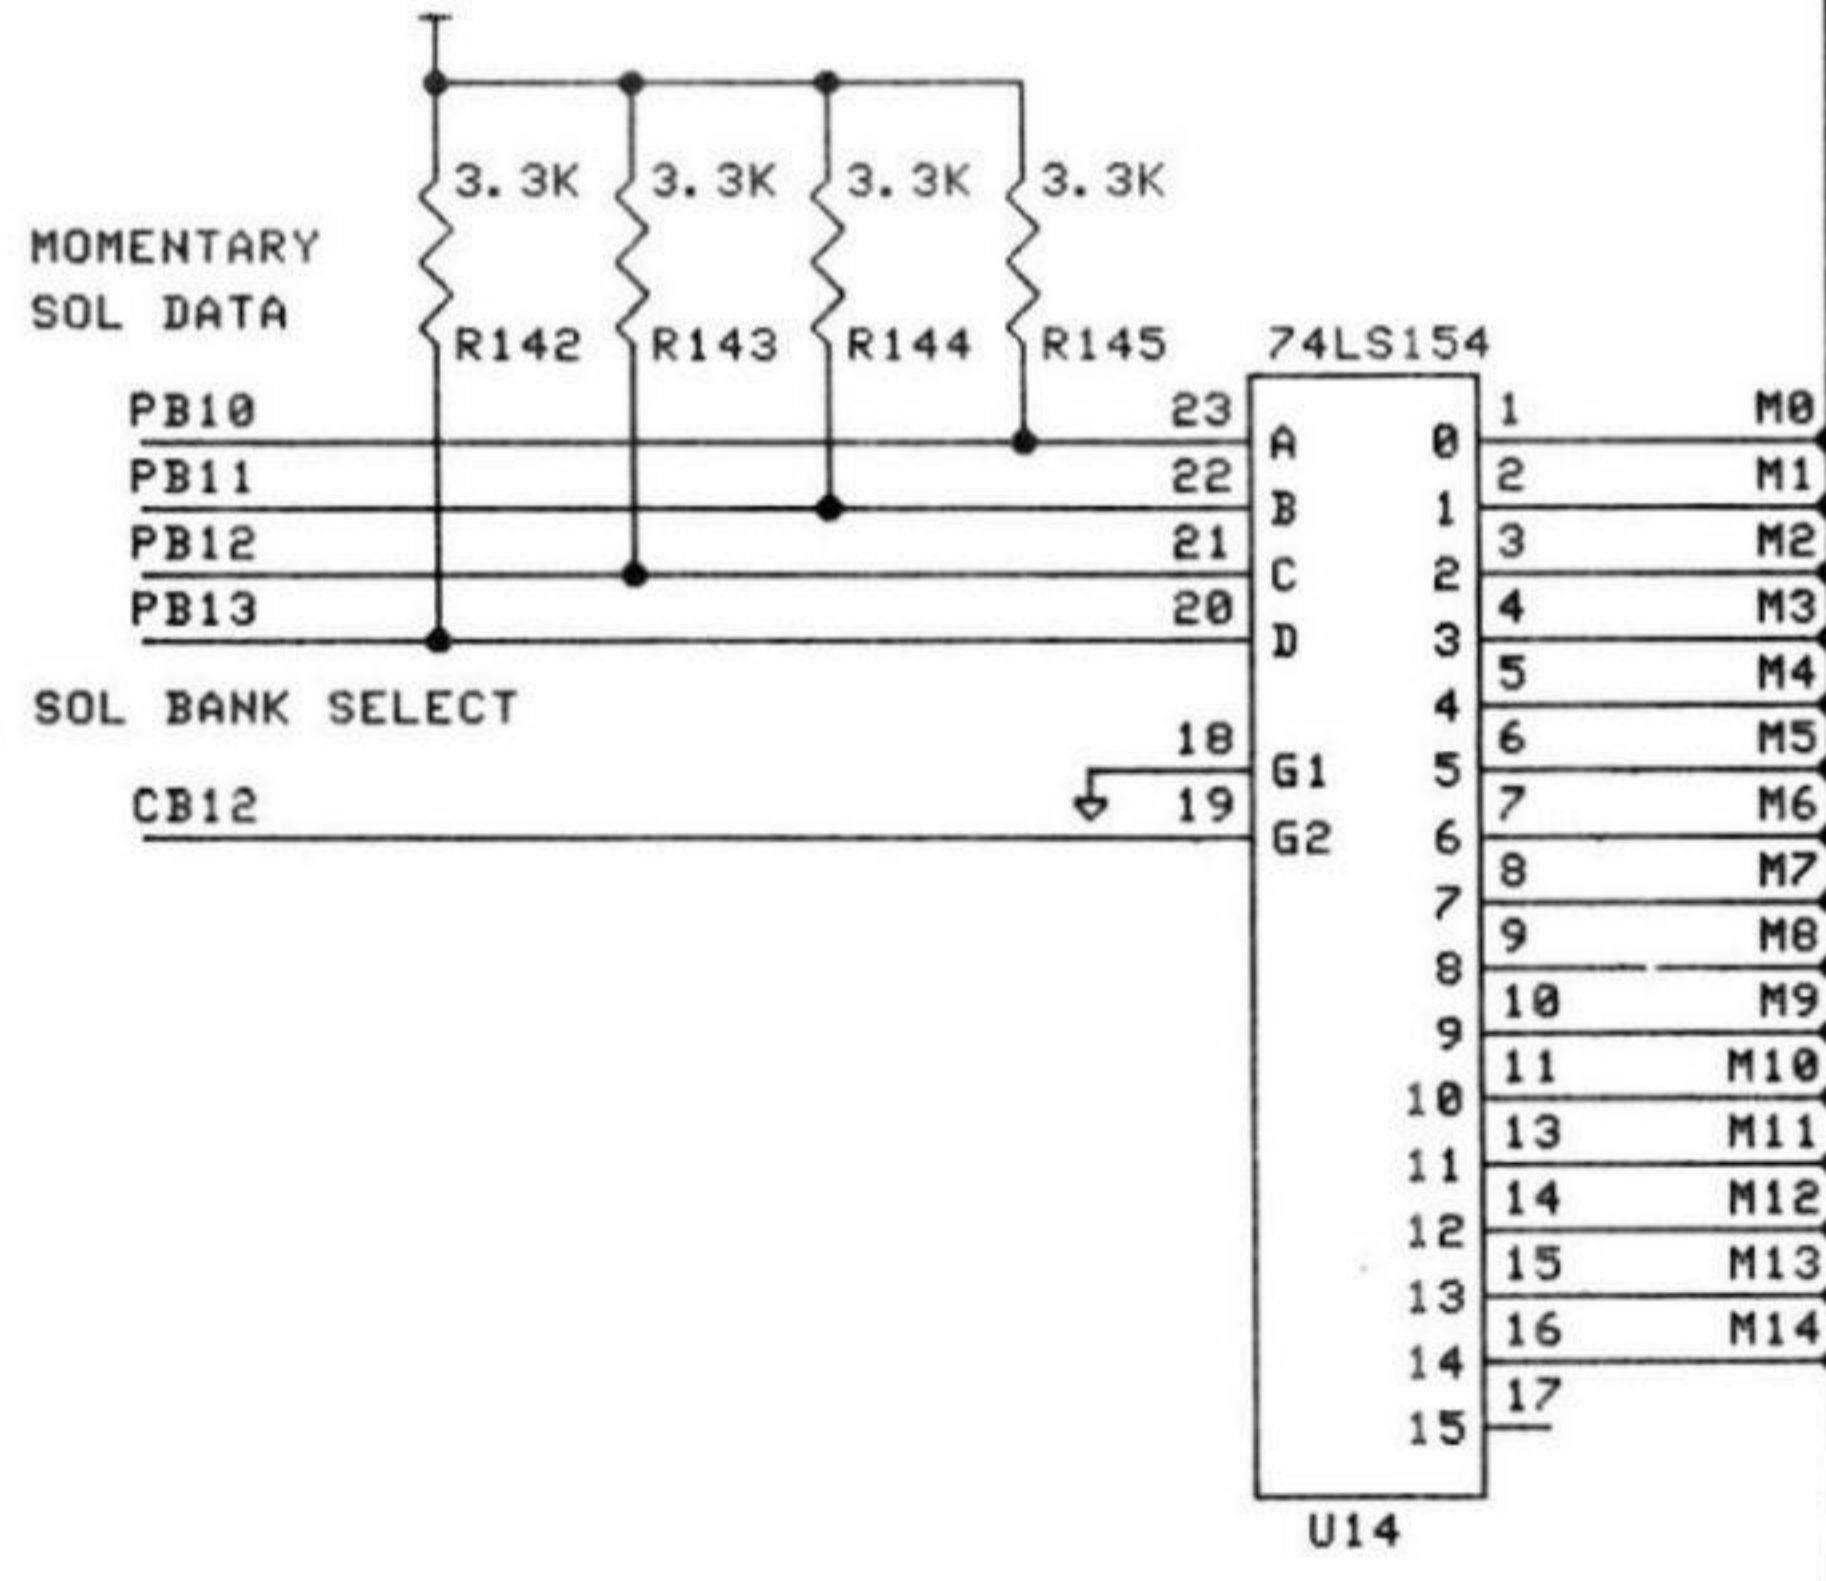 3.3K 3.3K 3.3K 3.3K
MOMENTARY
SOL DATA
R142 R143 R144 R145 74LS154
PB10 23 A 0 1 M0
PB11 22 B 1 2 M1
PB12 21 C 2 3 M2
PB13 20 D 3 4 M3
SOL BANK SELECT 4 5 M4
18 G1 5 6 M5
CB12 19 G2 6 7 M6
7 8 M7
8 9 M8
9 10 M9
10 11 M10
11 13 M11
12 14 M12
13 15 M13
14 16 M14
15 17
U14